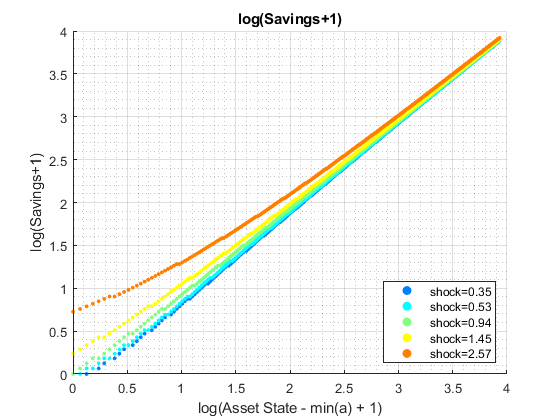 log(Savings+1)
log(Savings+1)
4
3.5
3
2.5
2
1.5
1
0.5
0
0
0.5
1
1.5
2
2.5
3
3.5
4
log(Asset State - min(a) + 1)
shock=0.35
shock=0.53
shock=0.94
shock=1.45
shock=2.57